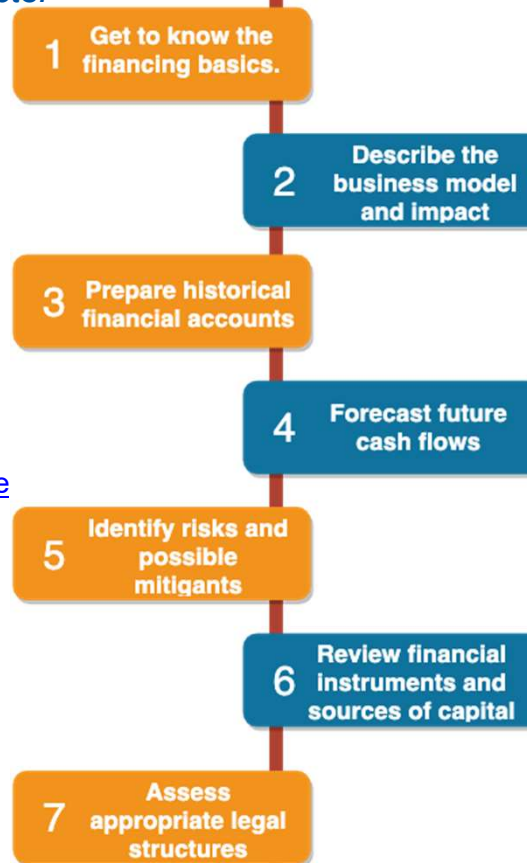 1 Get to know the
financing basics.
2 Describe the
business model
and impact
3 Prepare historical
financial accounts
4 Forecast future
cash flows
e
5 Identify risks and
possible
mitigants
6 Review financial
instruments and
sources of capital
7 Assess
appropriate legal
structures